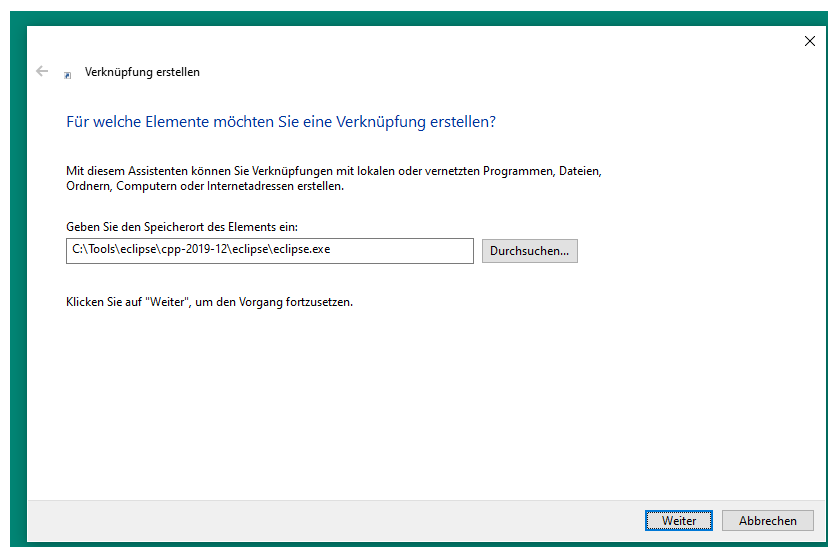 Verknüpfung erstellen
Für welche Elemente möchten Sie eine Verknüpfung erstellen?
Mit diesem Assistenten können Sie Verknüpfungen mit lokalen oder vernetzten Programmen, Dateien,
Ordnern, Computern oder Internetadressen erstellen.
Geben Sie den Speicherort des Elements ein:
C:\Tools\eclipse\cpp-2019-12\eclipse\eclipse.exe
Durchsuchen...
Klicken Sie auf "Weiter", um den Vorgang fortzusetzen.
Weiter
Abbrechen